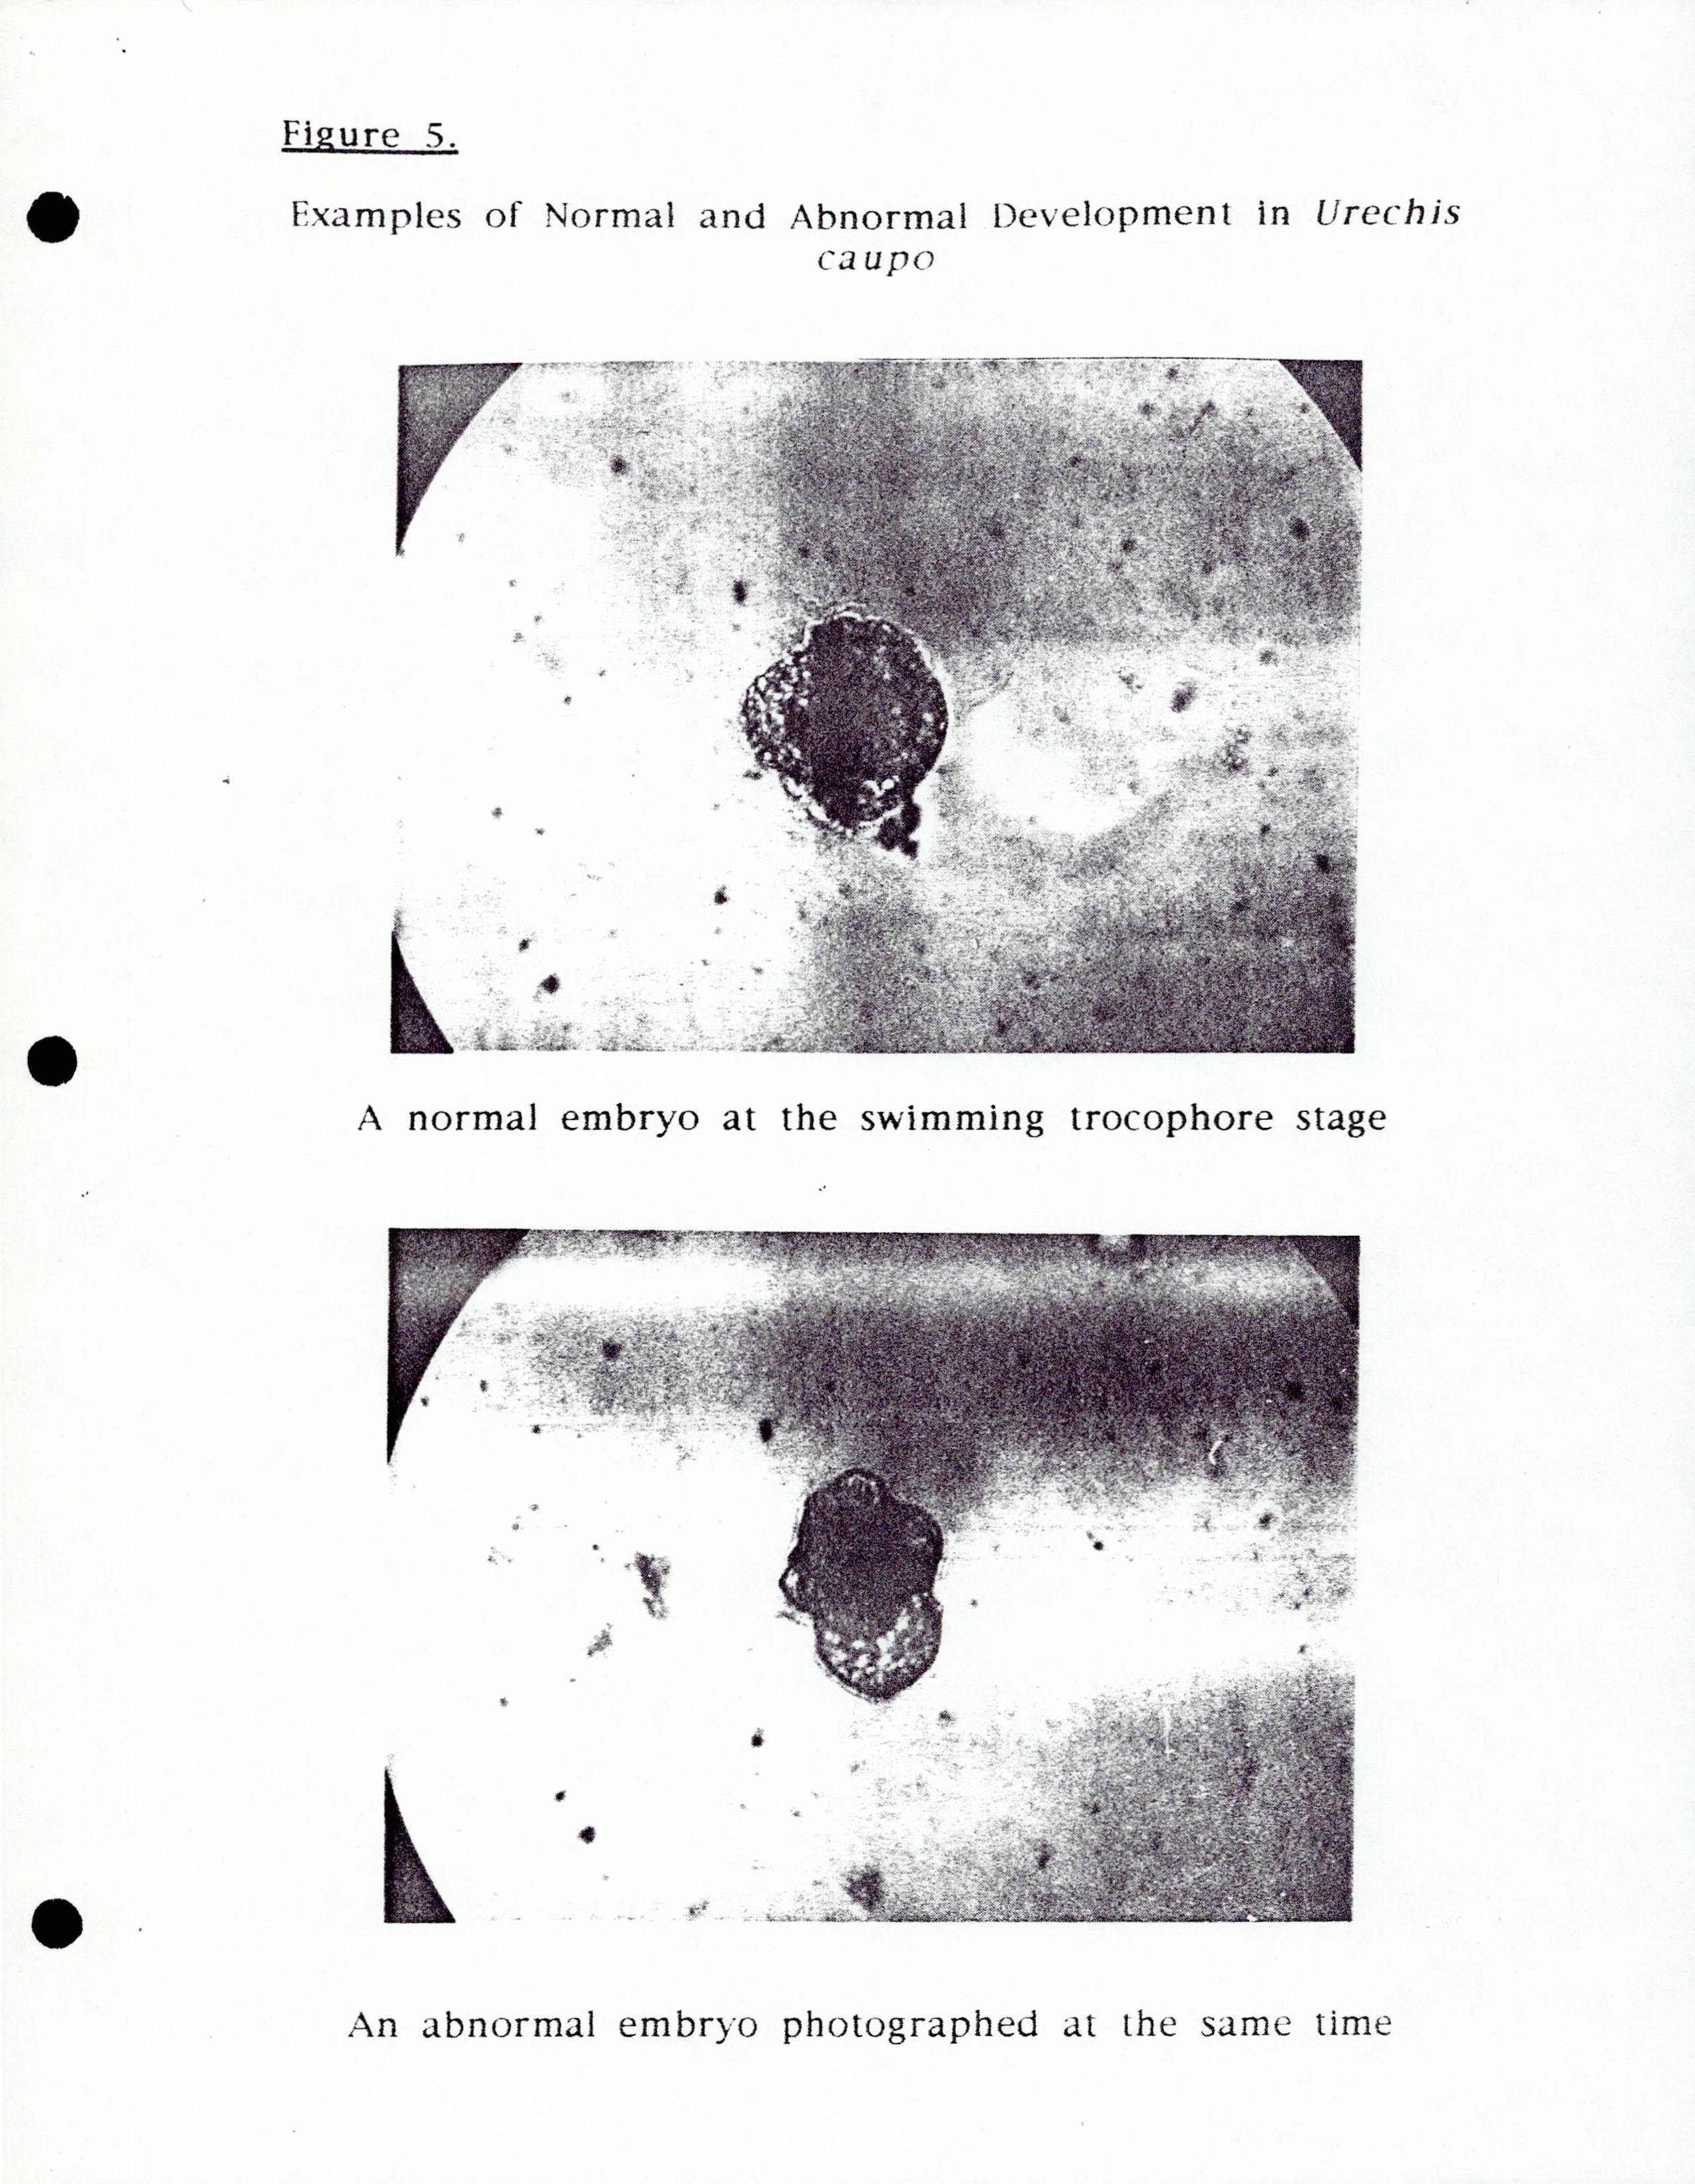 Figure 5.
Examples of Normal and Abnormal Development in Urechis
caupo
A normal embryo at the swimming trocophore stage
An abnormal embryo photographed at the same time